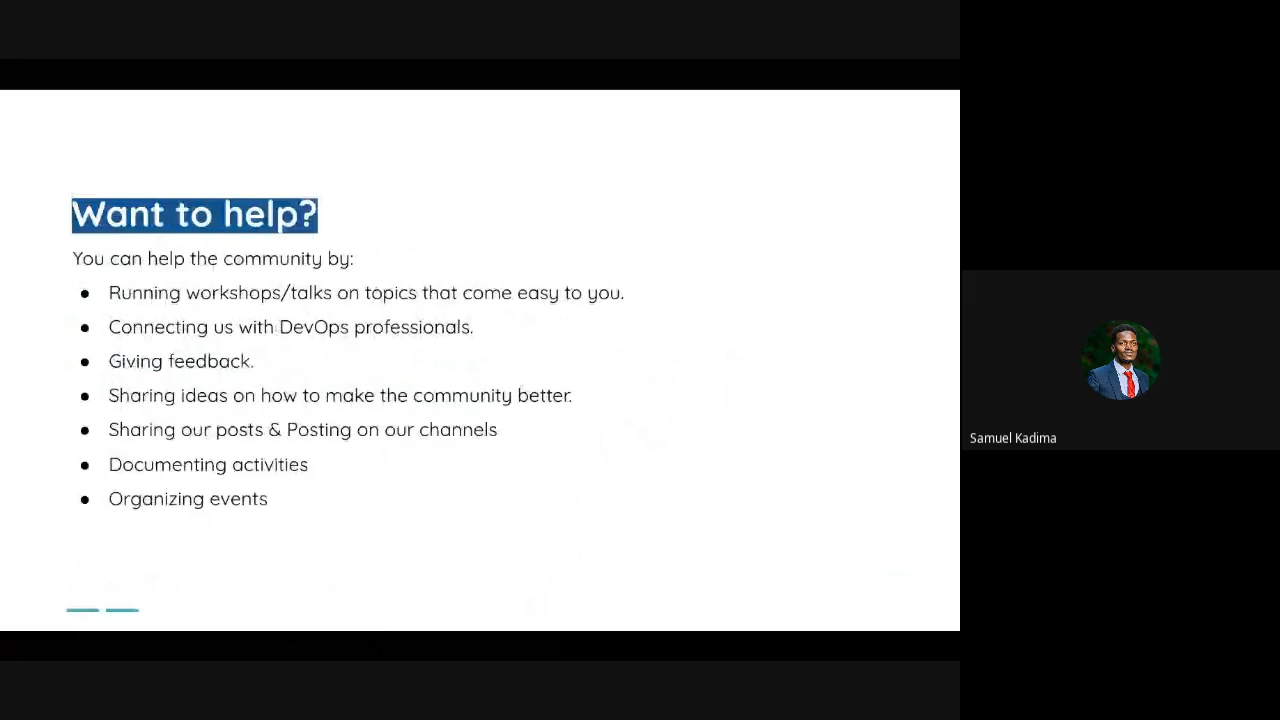 Want to help?
You can help the community by:
● Running workshops/talks on topics that come easy to you.
● Connecting us with DevOps professionals.
● Giving feedback.
● Sharing ideas on how to make the community better.
● Sharing our posts & Posting on our channels
● Documenting activities
● Organizing events
Samuel Kadima